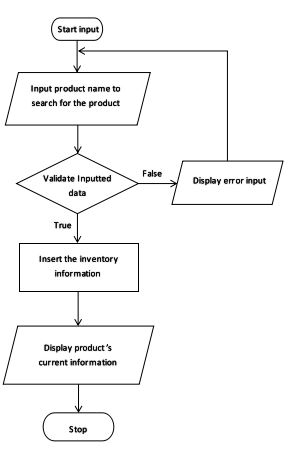 Start input
Input product name to
search for the product
Validate Inputted
data
False
Display error input
True
Insert the inventory
information
Display product's
current information
Stop